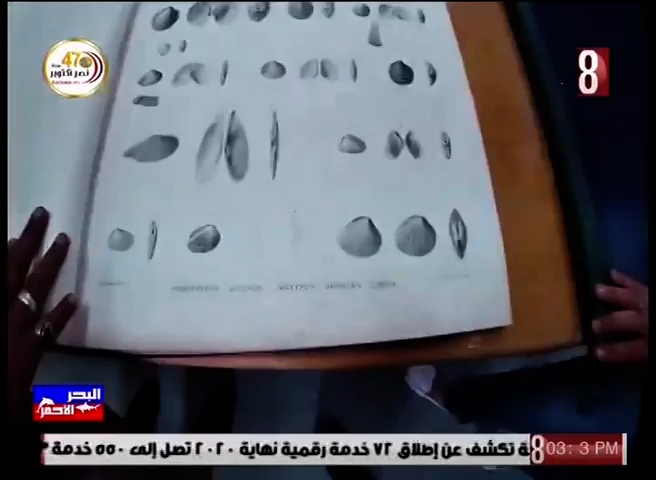 47 سنة
نصر أكتوبر
8
البحر
الأحمر
ة تكشف عن إطلاق ٧٢ خدمة رقمية نهاية ٢٠٢٠ تصل إلى ٥٥٠ خدمة
8
03: 3 PM